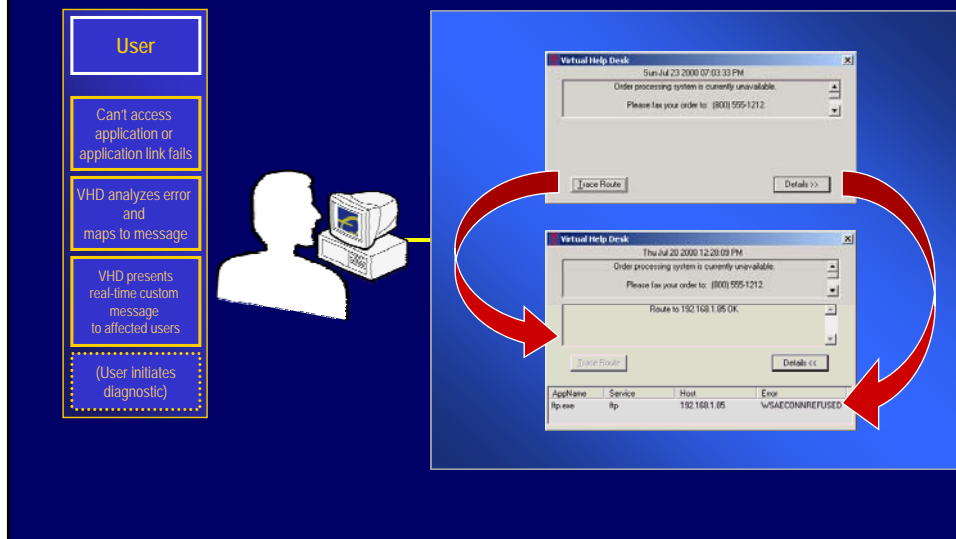 User
Can't access
application or
application link fails
VHD analyzes error
and
maps to message
VHD presents
real-time custom
message
to affected users
(User initiates
diagnostic)
Virtual Help Desk
Sun Jul 23 2000 07:03:33 PM
Order processing system is currently unavailable.
Please fax your order to: (800) 555-1212.
Trace Route
Details >>
Virtual Help Desk
Thu Jul 20 2000 12:28:09 PM
Order processing system is currently unavailable.
Please fax your order to: (800) 555-1212.
Route to 192.168.1.85 OK
Trace Route
Details <<
AppName Service Host Error
ftp.exe ftp 192.168.1.85 WSAECONNREFUSED